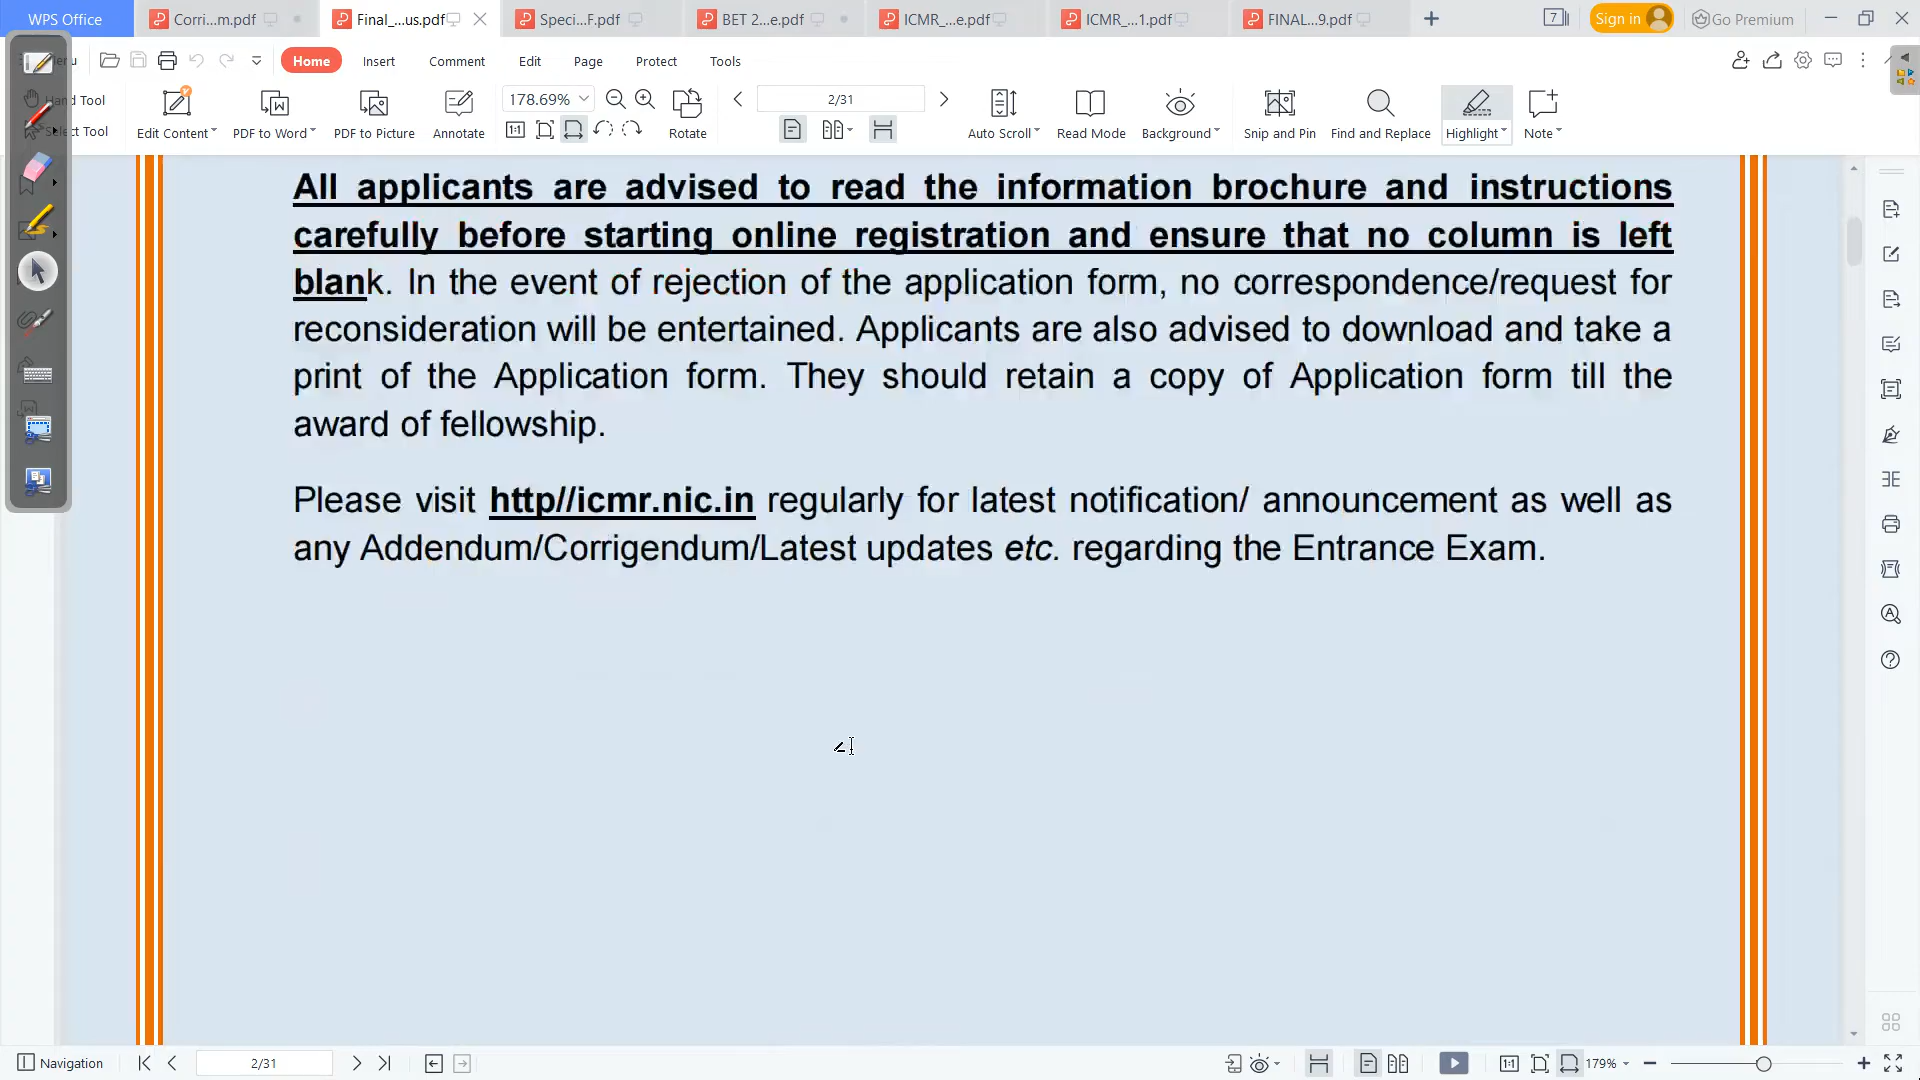 WPS Office
Corri...m.pdf
Final_...us.pdf
Speci...F.pdf
BET 2...e.pdf
ICMR_...e.pdf
ICMR_...1.pdf
FINAL...9.pdf
7
Sign in
Go Premium
Home
Insert
Comment
Edit
Page
Protect
Tools
Hand Tool
Select Tool
Edit Content
PDF to Word
PDF to Picture
Annotate
178.69%
Rotate
2/31
Auto Scroll
Read Mode
Background
Snip and Pin
Find and Replace
Highlight
Note
All applicants are advised to read the information brochure and instructions
carefully before starting online registration and ensure that no column is left
blank. In the event of rejection of the application form, no correspondence/request for
reconsideration will be entertained. Applicants are also advised to download and take a
print of the Application form. They should retain a copy of Application form till the
award of fellowship.
Please visit http//icmr.nic.in regularly for latest notification/ announcement as well as
any Addendum/Corrigendum/Latest updates etc. regarding the Entrance Exam.
Navigation
2/31
179%